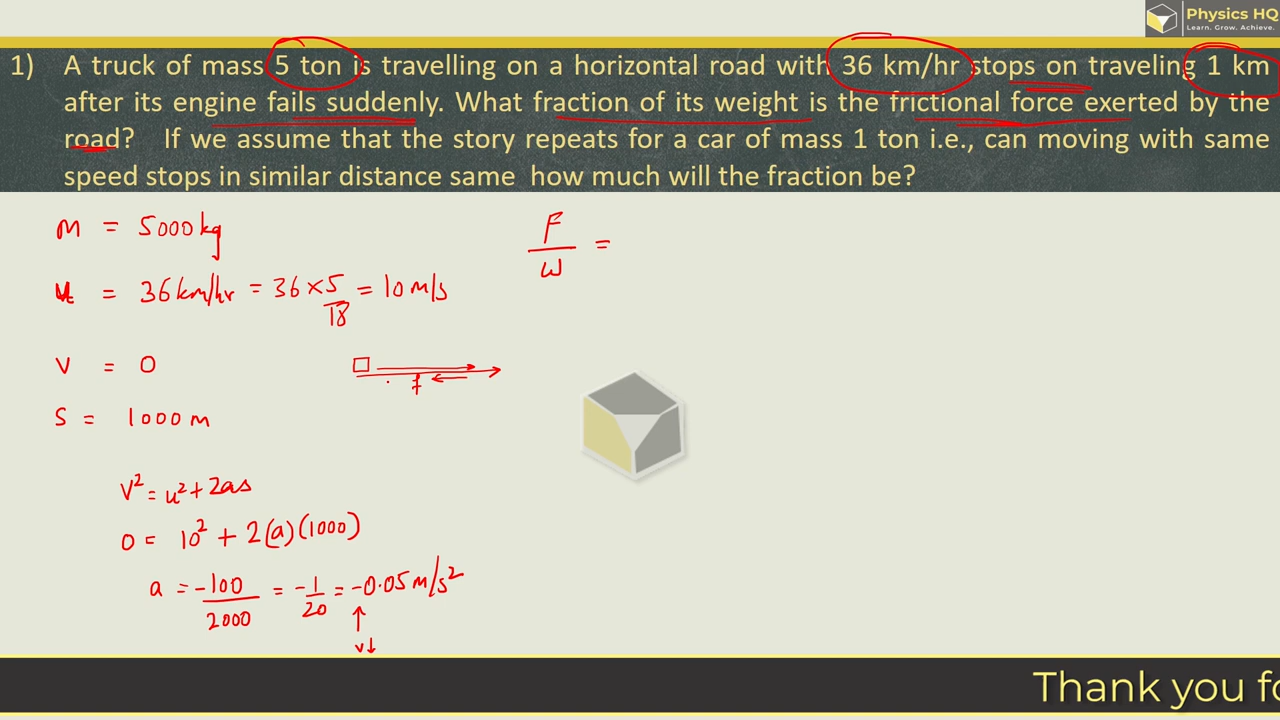 Physics HQ
Learn. Grow. Achieve.
1) A truck of mass 5 ton is travelling on a horizontal road with 36 km/hr stops on traveling 1 km
after its engine fails suddenly. What fraction of its weight is the frictional force exerted by the
road? If we assume that the story repeats for a car of mass 1 ton i.e., can moving with same
speed stops in similar distance same how much will the fraction be?
M = 5000 kg
u = 36 km/hr = 36 × 5/18 = 10 m/s
V = 0
S = 1000 m
V² = u² + 2as
0 = 10² + 2(a)(1000)
a = -100/2000 = -1/20 = -0.05 m/s²
v↓
F/W =
f
Thank you fo